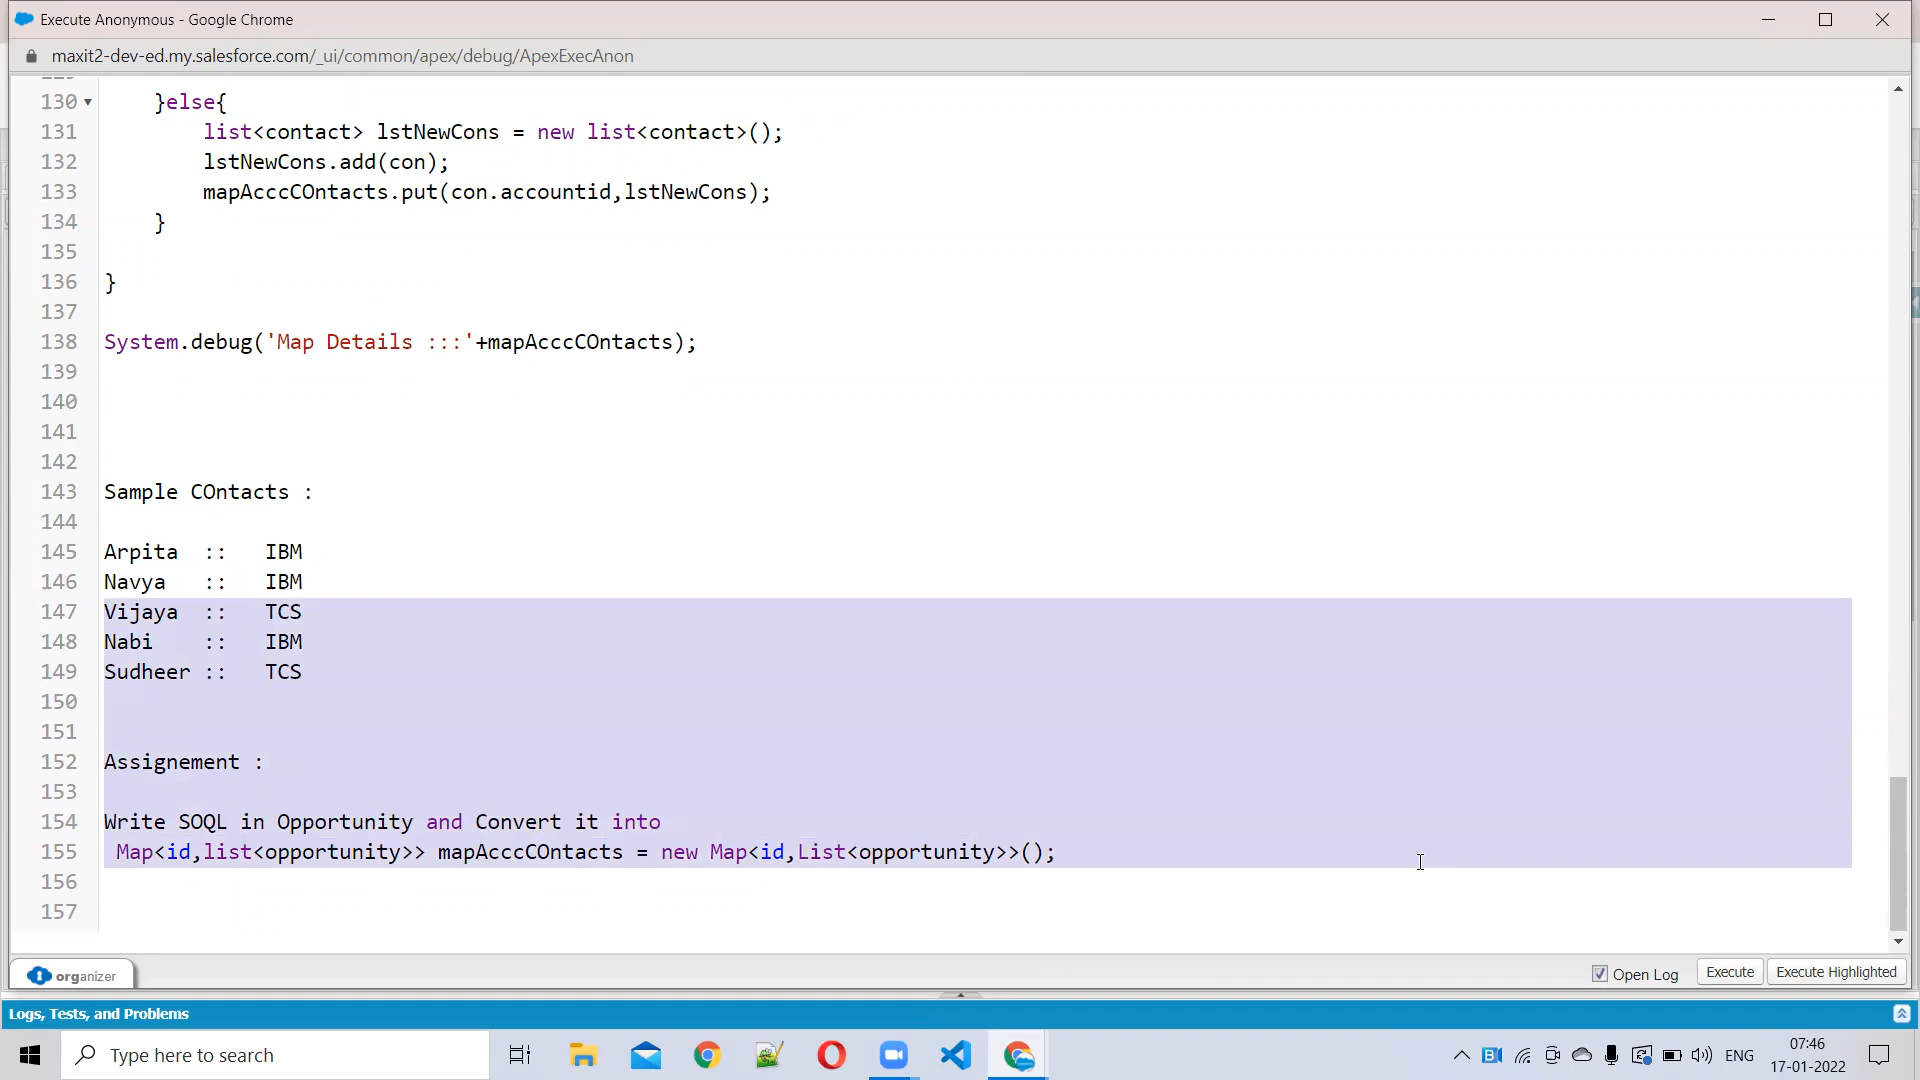 Execute Anonymous - Google Chrome
maxit2-dev-ed.my.salesforce.com/_ui/common/apex/debug/ApexExecAnon
130 }else{
131 list<contact> lstNewCons = new list<contact>();
132 lstNewCons.add(con);
133 mapAcccCOntacts.put(con.accountid,lstNewCons);
134 }
135
136 }
137
138 System.debug('Map Details :::'+mapAcccCOntacts);
139
140
141
142
143 Sample COntacts :
144
145 Arpita :: IBM
146 Navya :: IBM
147 Vijaya :: TCS
148 Nabi :: IBM
149 Sudheer :: TCS
150
151
152 Assignement :
153
154 Write SOQL in Opportunity and Convert it into
155 Map<id,list<opportunity>> mapAcccCOntacts = new Map<id,List<opportunity>>();
156
157
organizer
Open Log Execute Execute Highlighted
Logs, Tests, and Problems
Type here to search
ENG
07:46
17-01-2022